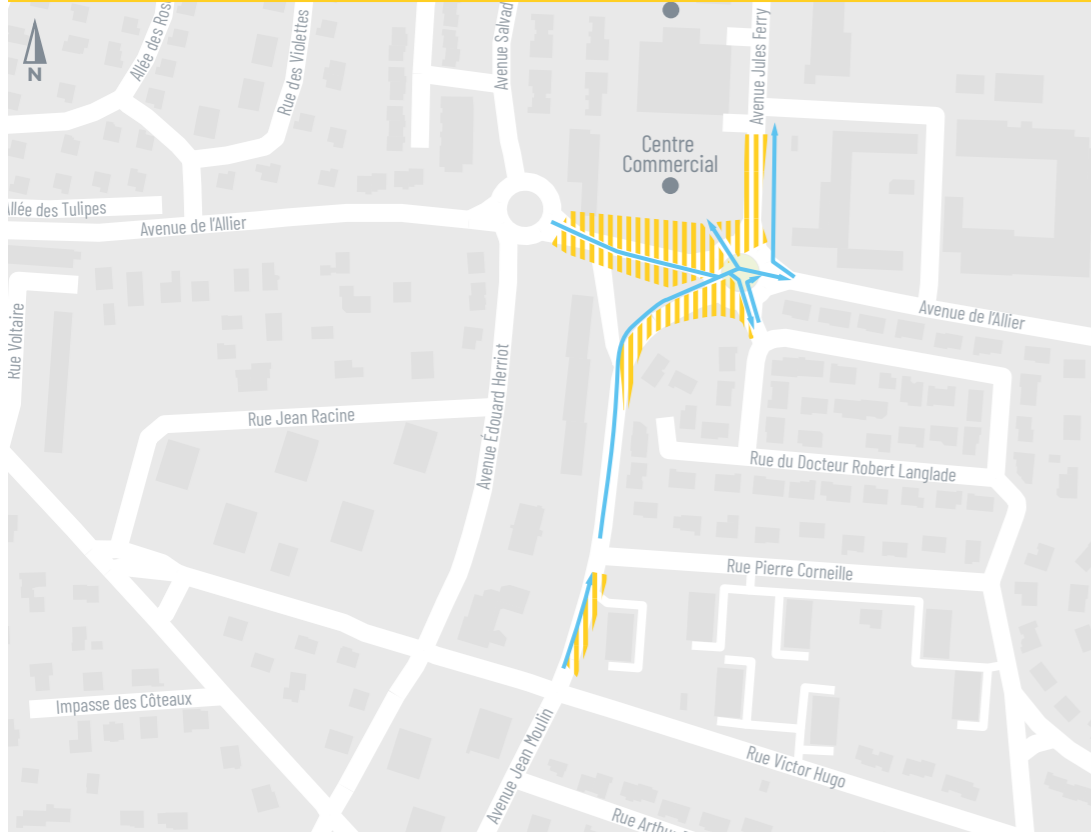 Allée des Ros
Rue des Violettes
Avenue Salvad
Avenue Jules Ferry
N
Centre
Commercial
Allée des Tulipes
Avenue de l'Allier
Avenue de l'Allier
Rue Voltaire
Avenue Édouard Herriot
Rue Jean Racine
Rue du Docteur Robert Langlade
Rue Pierre Corneille
Impasse des Côteaux
Avenue Jean Moulin
Rue Victor Hugo
Rue Arthu